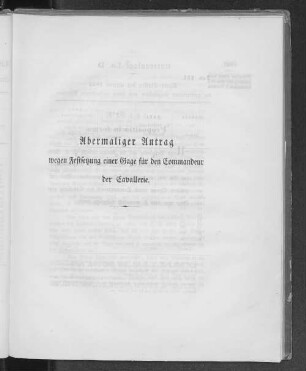 Abermaliger Antrag
wegen Festsetzung einer Gage für den Commandeur
der Cavallerie.